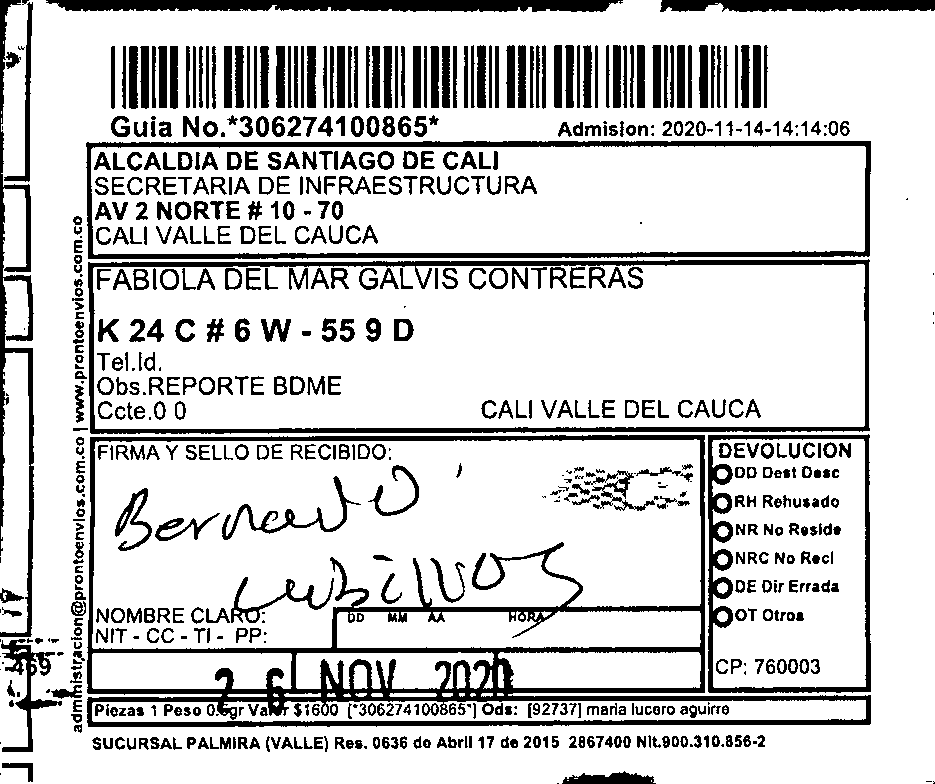 Guia No.*306274100865*
Admision: 2020-11-14-14:14:06
ALCALDIA DE SANTIAGO DE CALI
SECRETARIA DE INFRAESTRUCTURA
AV 2 NORTE # 10 - 70
CALI VALLE DEL CAUCA
FABIOLA DEL MAR GALVIS CONTRERAS
K 24 C # 6 W - 55 9 D
Tel.Id.
Obs.REPORTE BDME
Ccte.0 0
CALI VALLE DEL CAUCA
administracion@prontoenvios.com.co | www.prontoenvios.com.co
FIRMA Y SELLO DE RECIBIDO:
Bernardo
Cubillos
NOMBRE CLARO:
NIT - CC - TI - PP:
DD MM AA HORA
26 NOV 2020
DEVOLUCION
DD Dest Desc
RH Rehusado
NR No Reside
NRC No Recl
DE Dir Errada
OT Otros
CP: 760003
469
Piezas 1 Peso 0.6gr Valor $1600 [*306274100865*] Ods: [92737] maria lucero aguirre
SUCURSAL PALMIRA (VALLE) Res. 0636 de Abril 17 de 2015 2867400 Nit.900.310.856-2